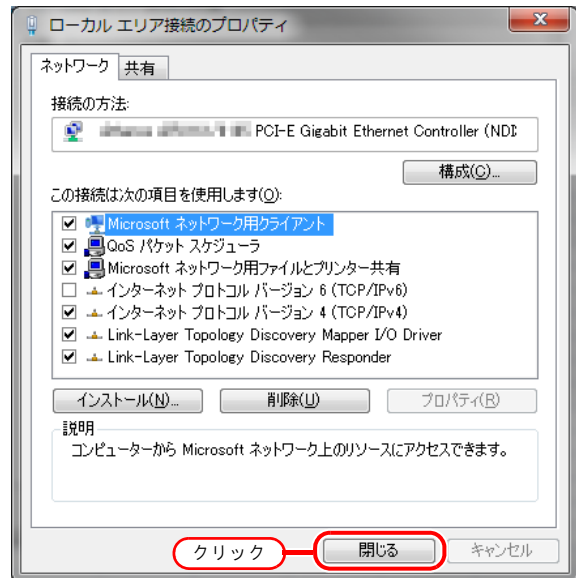 ローカル エリア接続のプロパティ
ネットワーク 共有
接続の方法:
PCI-E Gigabit Ethernet Controller (NDI
構成(C)...
この接続は次の項目を使用します(O):
Microsoft ネットワーク用クライアント
QoS パケット スケジューラ
Microsoft ネットワーク用ファイルとプリンター共有
インターネット プロトコル バージョン 6 (TCP/IPv6)
インターネット プロトコル バージョン 4 (TCP/IPv4)
Link-Layer Topology Discovery Mapper I/O Driver
Link-Layer Topology Discovery Responder
インストール(N)... 削除(U) プロパティ(R)
説明
コンピューターから Microsoft ネットワーク上のリソースにアクセスできます。
クリック 閉じる キャンセル